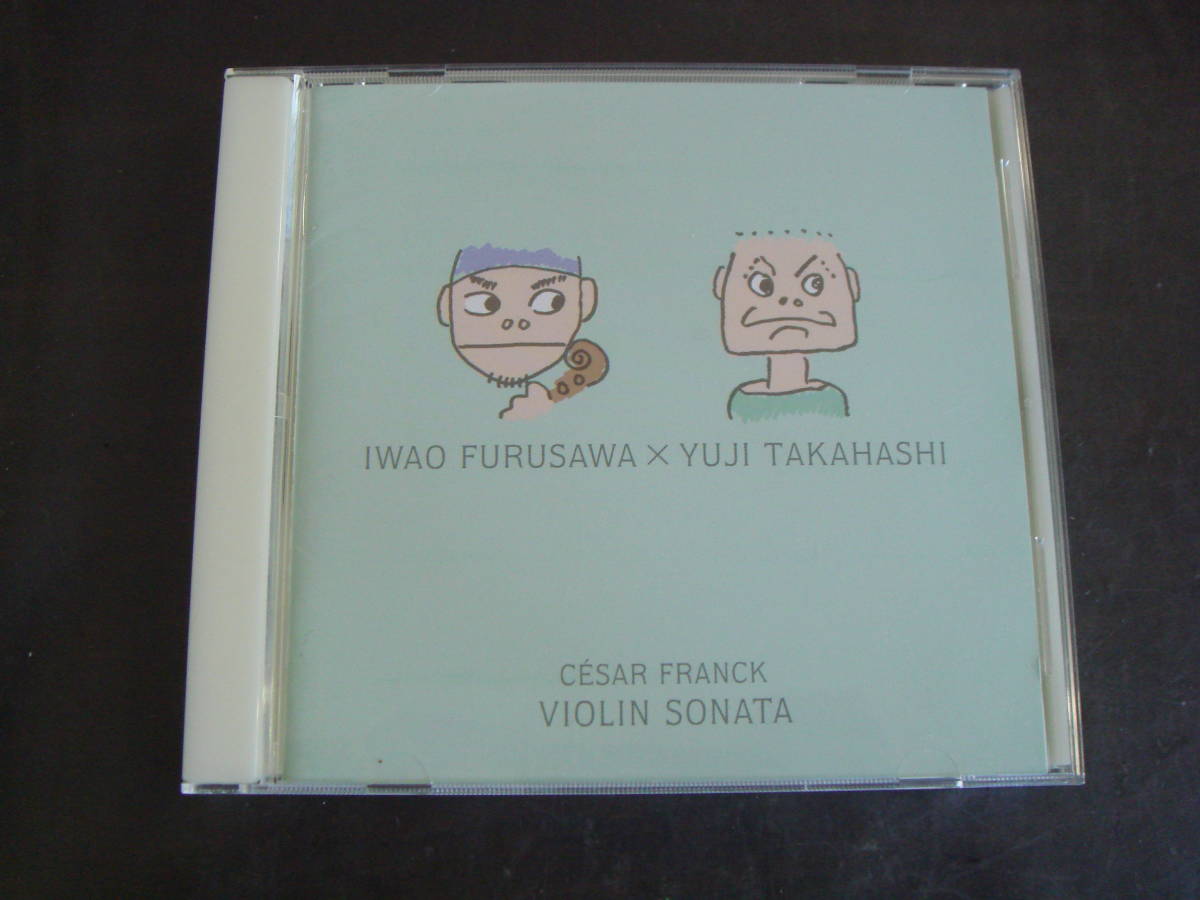 IWAO FURUSAWA × YUJI TAKAHASHI
CÉSAR FRANCK
VIOLIN SONATA